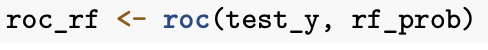 roc_rf <- roc(test_y, rf_prob)